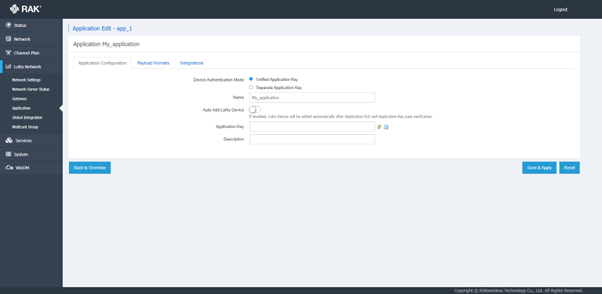 RAK
Logout
Status
Network
Channel Plan
LoRa Network
Network Settings
Network Server Status
Gateway
Application
Global Integration
Multicast Group
Services
System
WisDM
Application Edit - app_1
Application My_application
Application Configuration
Payload Formats
Integrations
Device Authentication Mode
Unified Application Key
Separate Application Key
Name
My_application
Auto Add LoRa Device
If enabled, LoRa Device will be added automatically after Application EUI and Application Key pass verification.
Application Key
Description
Back to Overview
Save & Apply
Reset
Copyright @ RAKwireless Technology Co., Ltd. All Rights Reserved.